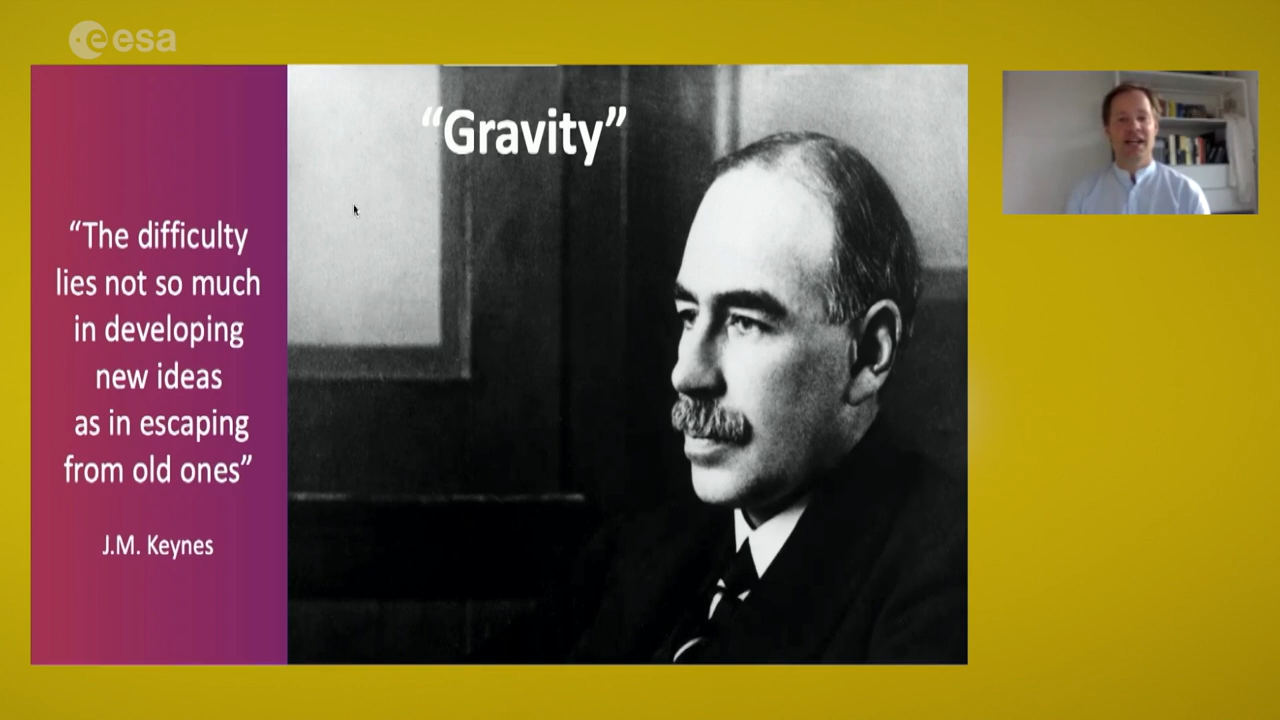 esa
“Gravity”
“The difficulty
lies not so much
in developing
new ideas
as in escaping
from old ones”
J.M. Keynes